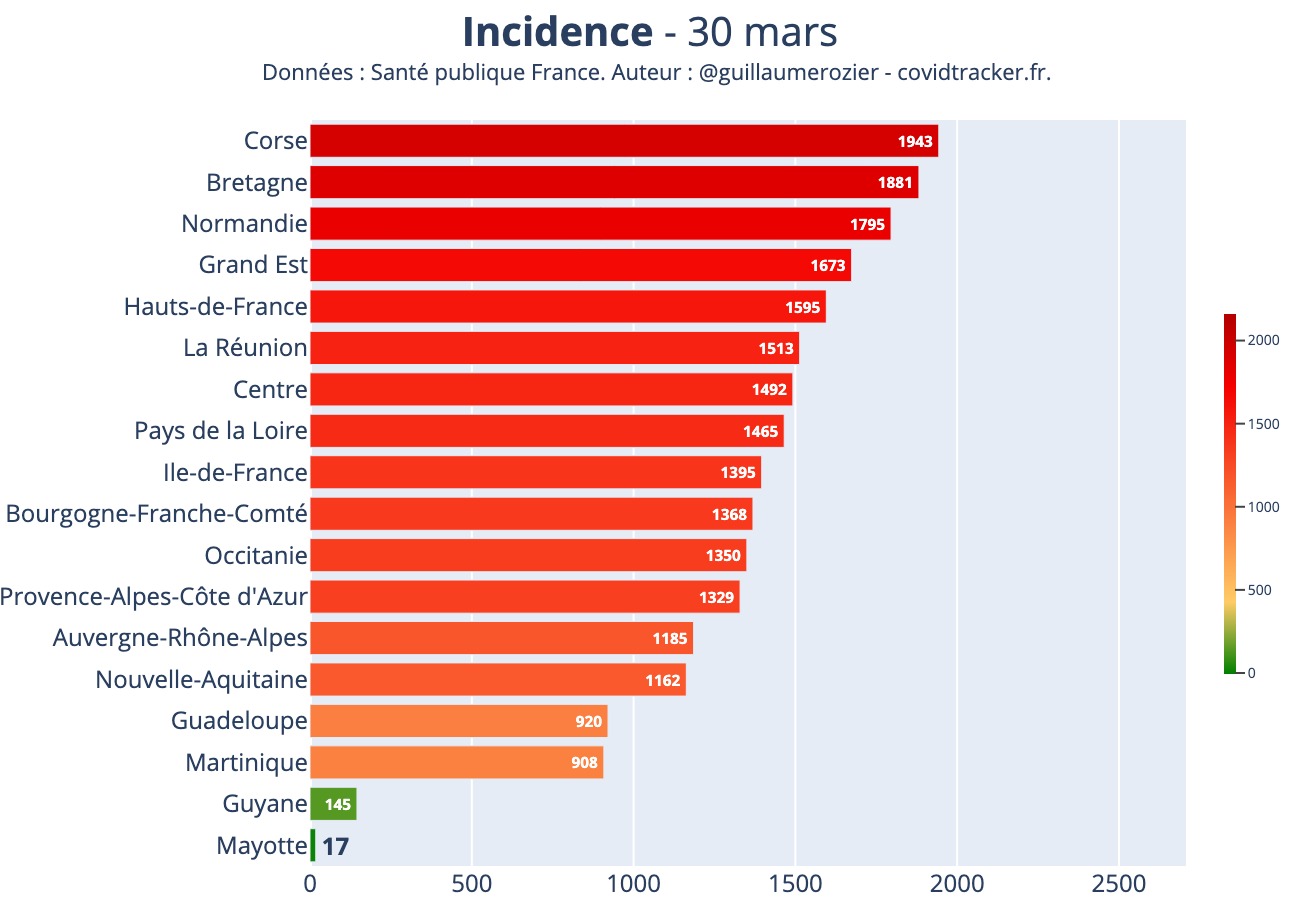 Incidence - 30 mars
Données : Santé publique France. Auteur : @guillaumerozier - covidtracker.fr.
Corse 1943
Bretagne 1881
Normandie 1795
Grand Est 1673
Hauts-de-France 1595
La Réunion 1513
Centre 1492
Pays de la Loire 1465
Ile-de-France 1395
Bourgogne-Franche-Comté 1368
Occitanie 1350
Provence-Alpes-Côte d'Azur 1329
Auvergne-Rhône-Alpes 1185
Nouvelle-Aquitaine 1162
Guadeloupe 920
Martinique 908
Guyane 145
Mayotte 17
0 500 1000 1500 2000 2500
2000
1500
1000
500
0